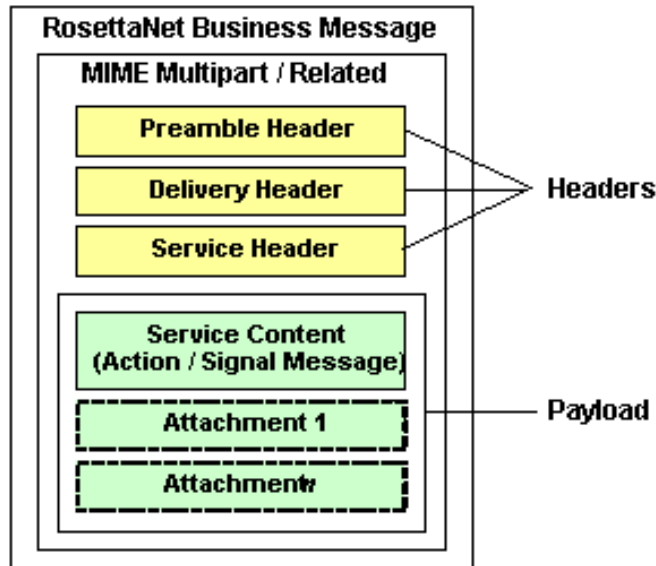 RosettaNet Business Message
MIME Multipart / Related
Preamble Header
Delivery Header
Service Header
Headers
Service Content
(Action / Signal Message)
Attachment 1
Payload
Attachment